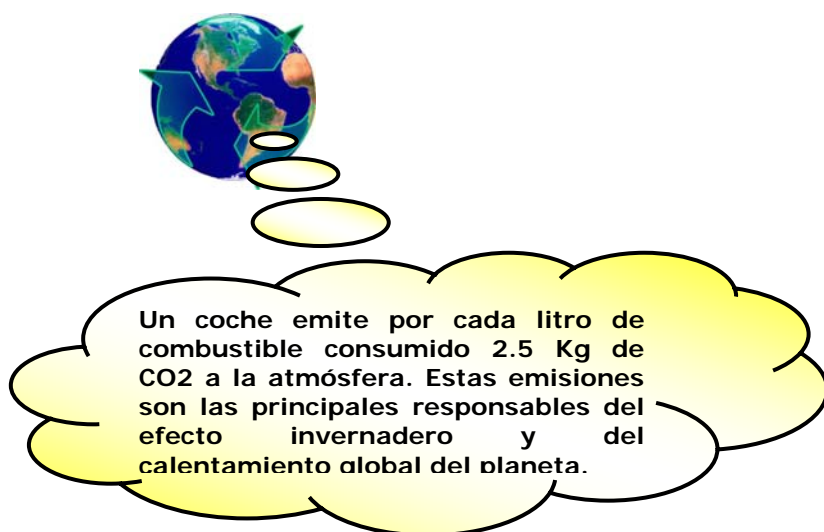 Un coche emite por cada litro de
combustible consumido 2.5 Kg de
CO2 a la atmósfera. Estas emisiones
son las principales responsables del
efecto invernadero y del
calentamiento global del planeta.